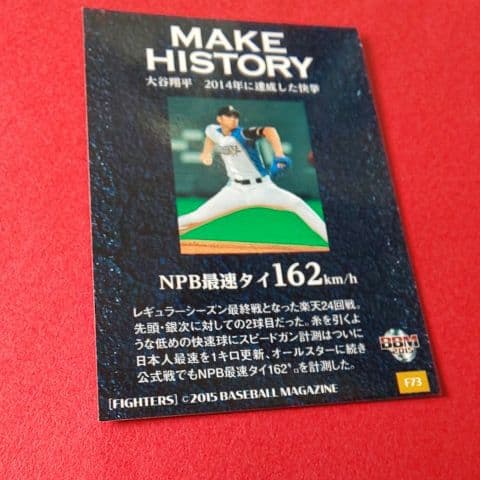 MAKE
HISTORY
大谷翔平 2014年に達成した快挙
NPB最速タイ162km/h
レギュラーシーズン最終戦となった楽天24回戦。
先頭・銀次に対しての2球目だった。糸を引くよ
うな低めの快速球にスピードガン計測はついに
日本人最速を1キロ更新、オールスターに続き
公式戦でもNPB最速タイ162㌔を計測した。
BBM
2015
F73
[FIGHTERS] ©2015 BASEBALL MAGAZINE